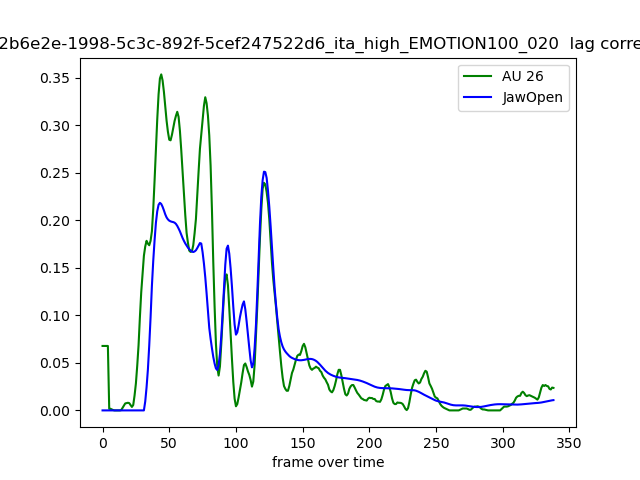 2b6e2e-1998-5c3c-892f-5cef247522d6_ita_high_EMOTION100_020 lag corre
AU 26
JawOpen
0.35
0.30
0.25
0.20
0.15
0.10
0.05
0.00
0 50 100 150 200 250 300 350
frame over time